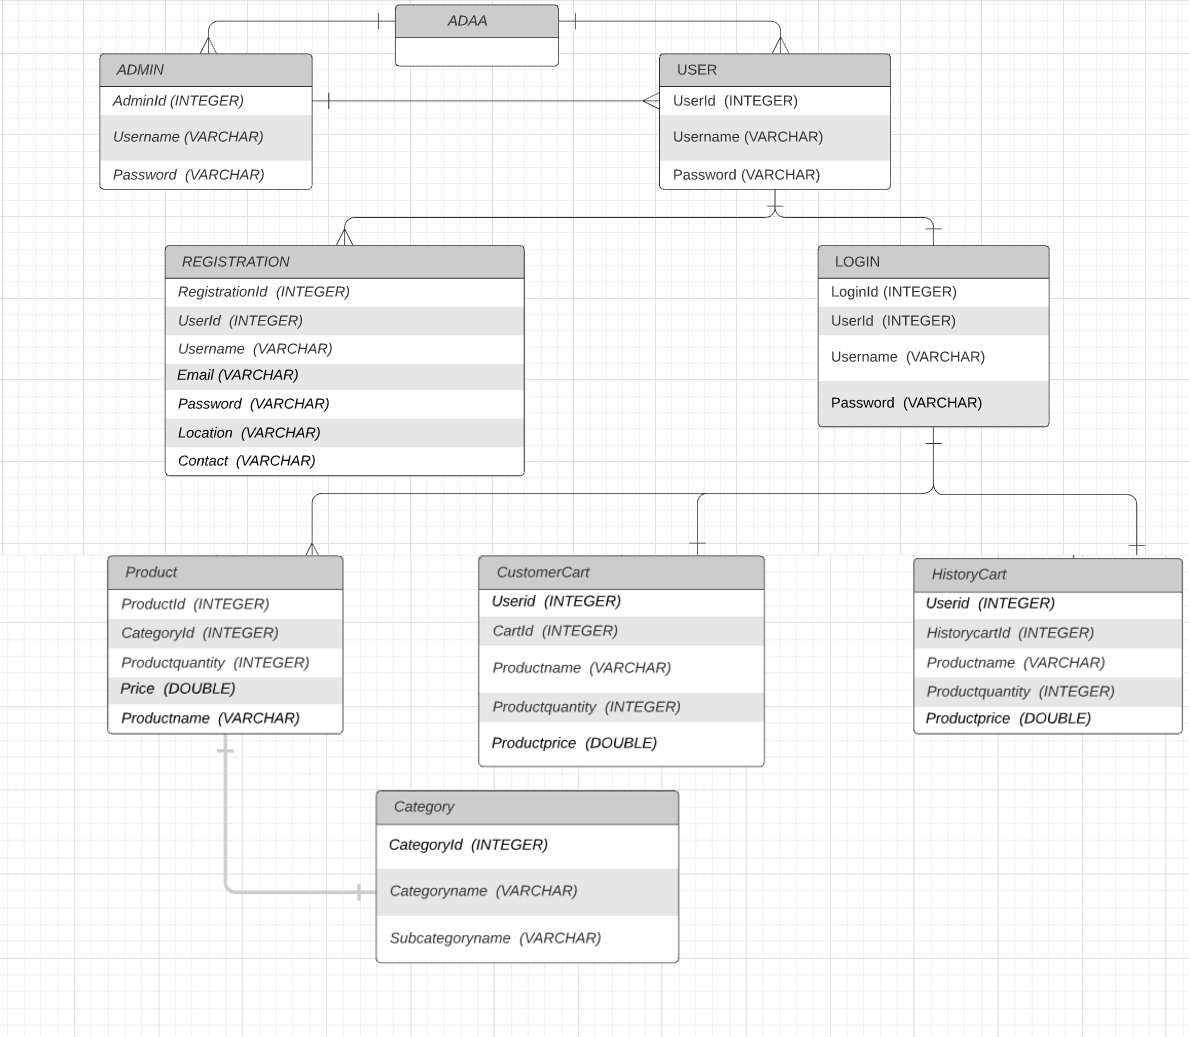 ADAA
ADMIN
AdminId (INTEGER)
Username (VARCHAR)
Password (VARCHAR)
USER
UserId (INTEGER)
Username (VARCHAR)
Password (VARCHAR)
REGISTRATION
RegistrationId (INTEGER)
UserId (INTEGER)
Username (VARCHAR)
Email (VARCHAR)
Password (VARCHAR)
Location (VARCHAR)
Contact (VARCHAR)
LOGIN
LoginId (INTEGER)
UserId (INTEGER)
Username (VARCHAR)
Password (VARCHAR)
Product
ProductId (INTEGER)
CategoryId (INTEGER)
Productquantity (INTEGER)
Price (DOUBLE)
Productname (VARCHAR)
CustomerCart
Userid (INTEGER)
CartId (INTEGER)
Productname (VARCHAR)
Productquantity (INTEGER)
Productprice (DOUBLE)
HistoryCart
Userid (INTEGER)
HistorycartId (INTEGER)
Productname (VARCHAR)
Productquantity (INTEGER)
Productprice (DOUBLE)
Category
CategoryId (INTEGER)
Categoryname (VARCHAR)
Subcategoryname (VARCHAR)